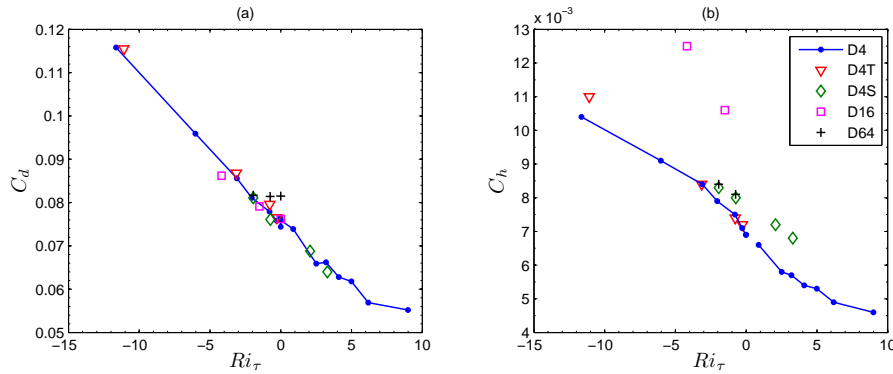 (a)
0.12
0.11
0.1
0.09
0.08
0.07
0.06
0.05
C_d
−15 −10 −5 0 5 10
Ri_τ
(b)
x 10⁻³
13
12
11
10
9
8
7
6
5
4
3
C_h
−15 −10 −5 0 5 10
Ri_τ
D4
D4T
D4S
D16
D64